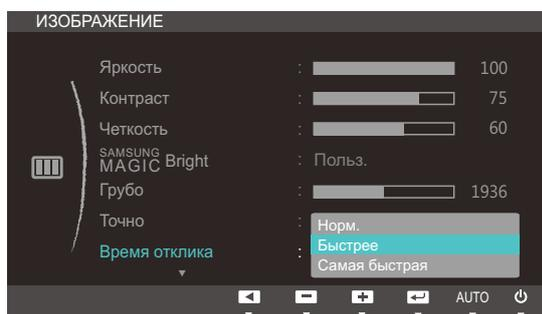 ИЗОБРАЖЕНИЕ
Яркость : 100
Контраст : 75
Четкость : 60
SAMSUNG MAGIC Bright : Польз.
Грубо : 1936
Точно :
Норм.
Время отклика : Быстрее
Самая быстрая
AUTO